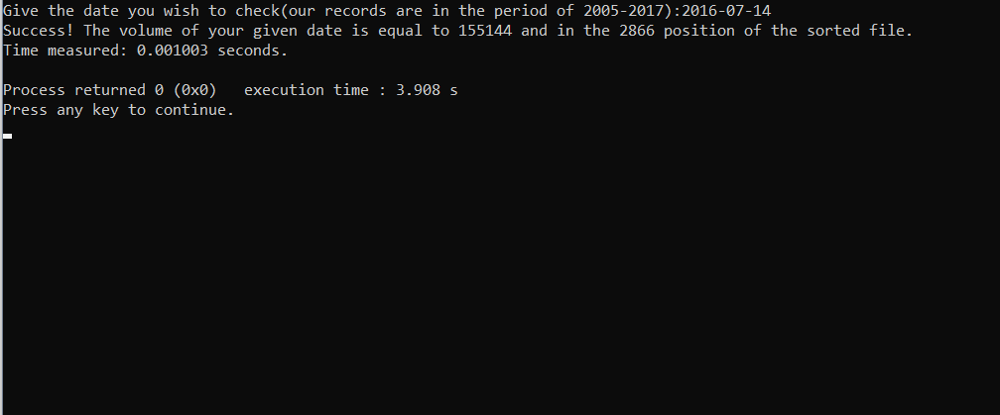 Give the date you wish to check(our records are in the period of 2005-2017):2016-07-14
Success! The volume of your given date is equal to 155144 and in the 2866 position of the sorted file.
Time measured: 0.001003 seconds.
Process returned 0 (0x0)   execution time : 3.908 s
Press any key to continue.